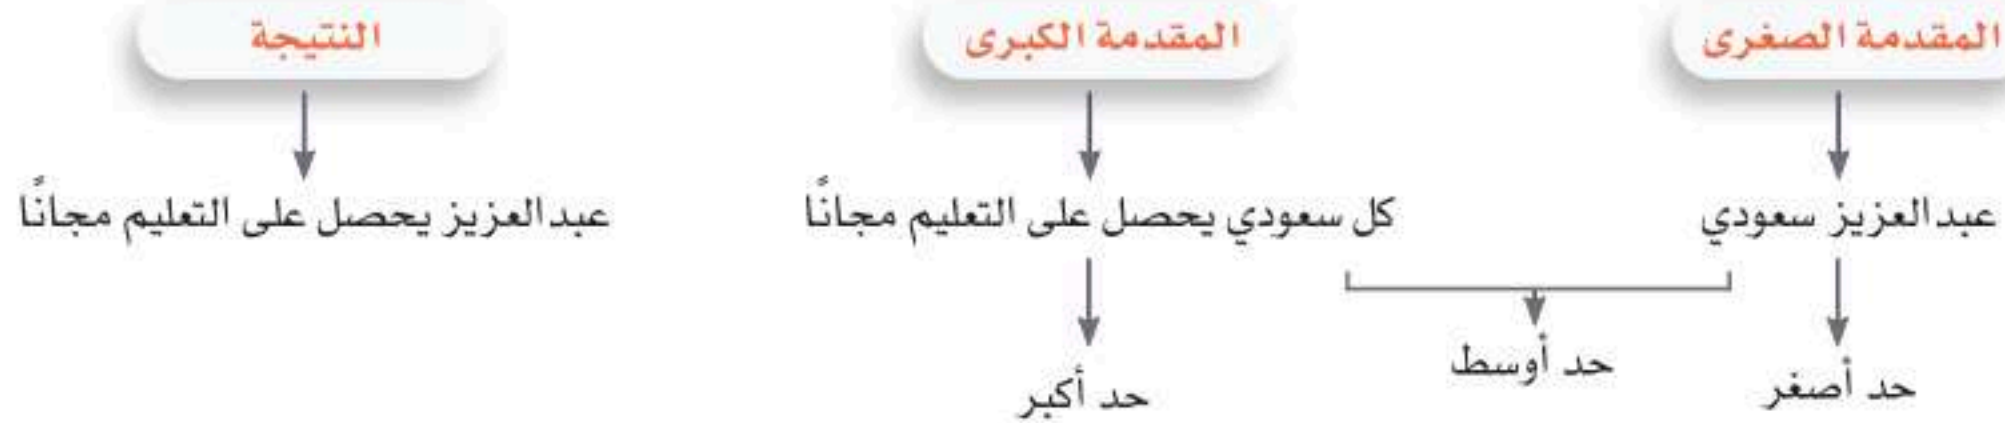 المقدمة الصغرى
المقدمة الكبرى
النتيجة
عبدالعزيز سعودي
كل سعودي يحصل على التعليم مجانًا
عبدالعزيز يحصل على التعليم مجانًا
حد أصغر
حد أوسط
حد أكبر